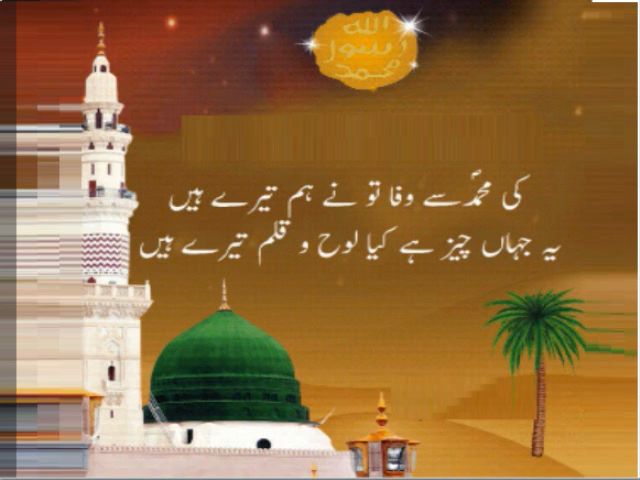 الله
رسول
محمد
کی محمدؐ سے وفا تو نے ہم تیرے ہیں
یہ جہاں چیز ہے کیا لوح و قلم تیرے ہیں